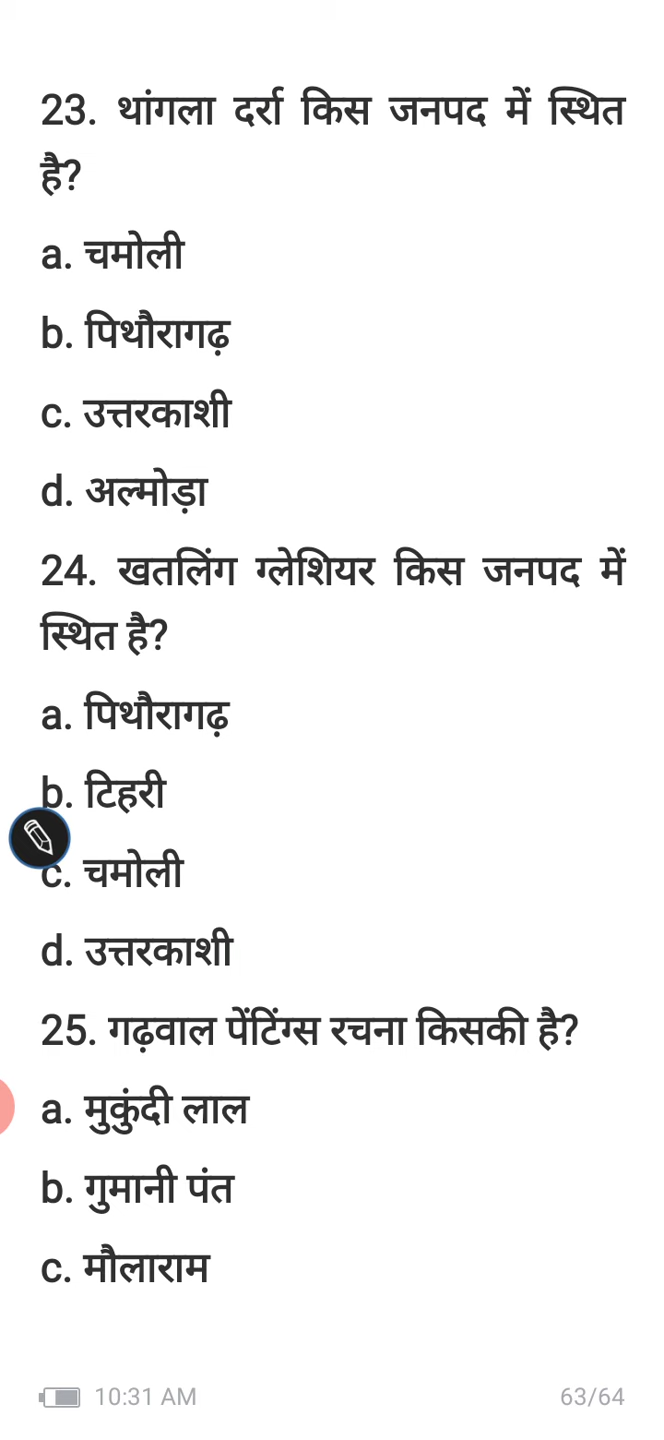 23. थांगला दर्रा किस जनपद में स्थित
है?
a. चमोली
b. पिथौरागढ़
c. उत्तरकाशी
d. अल्मोड़ा
24. खतलिंग ग्लेशियर किस जनपद में
स्थित है?
a. पिथौरागढ़
b. टिहरी
c. चमोली
d. उत्तरकाशी
25. गढ़वाल पेंटिंग्स रचना किसकी है?
a. मुकुंदी लाल
b. गुमानी पंत
c. मौलाराम
10:31 AM 63/64